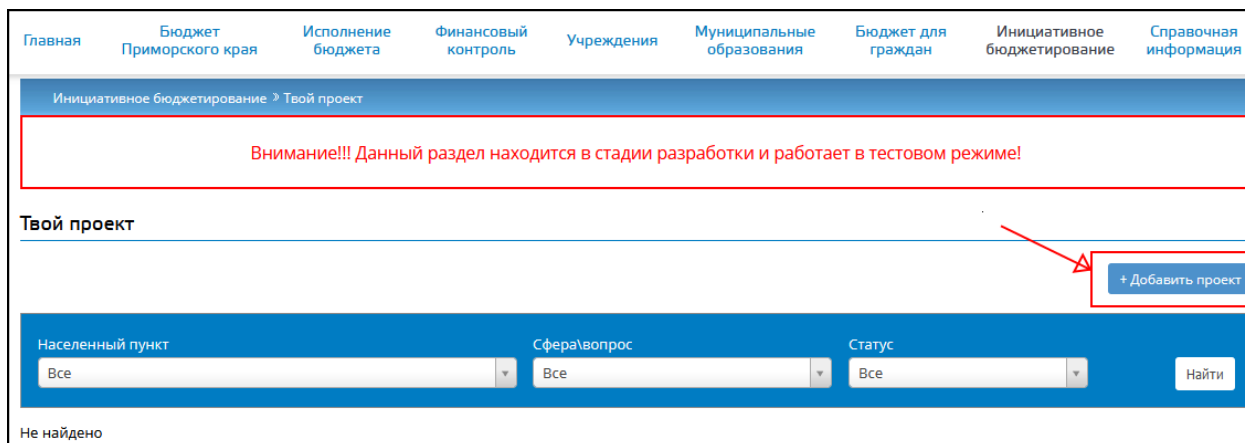 Главная
Бюджет
Приморского края
Исполнение
бюджета
Финансовый
контроль
Учреждения
Муниципальные
образования
Бюджет для
граждан
Инициативное
бюджетирование
Справочная
информация
Инициативное бюджетирование » Твой проект
Внимание!!! Данный раздел находится в стадии разработки и работает в тестовом режиме!
Твой проект
+ Добавить проект
Населенный пункт
Сфера\вопрос
Статус
Все
Все
Все
Найти
Не найдено